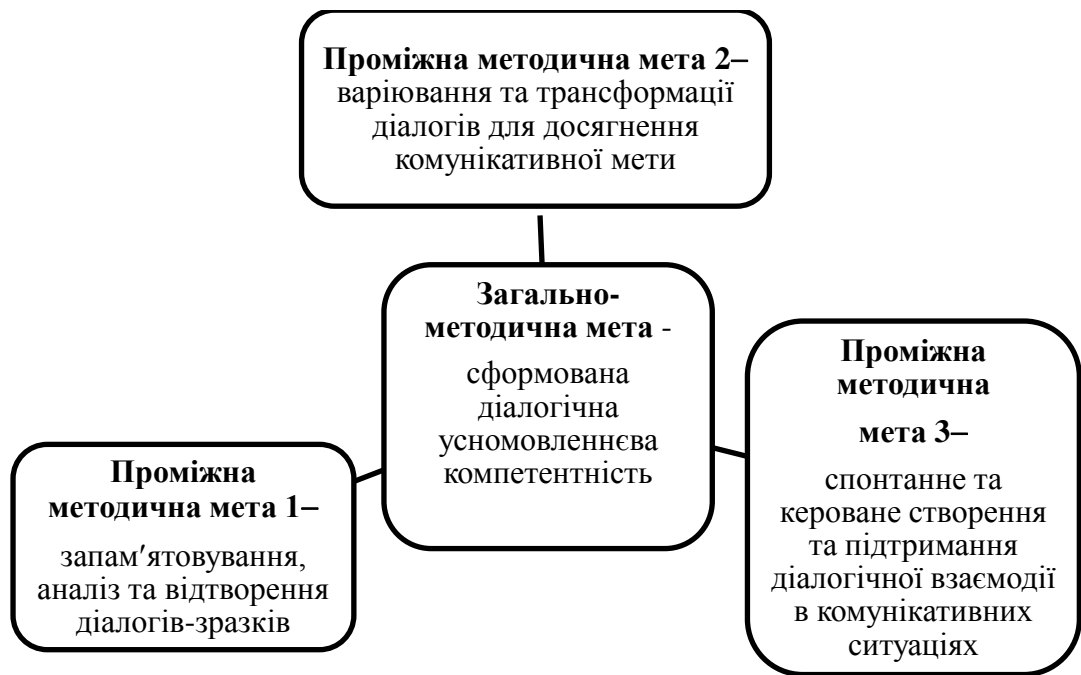 Проміжна методична мета 2–
варіювання та трансформації
діалогів для досягнення
комунікативної мети
Загально-
методична мета -
сформована
діалогічна
усномовленнєва
компетентність
Проміжна
методична мета 1–
запам′ятовування,
аналіз та відтворення
діалогів-зразків
Проміжна
методична
мета 3–
спонтанне та
кероване створення
та підтримання
діалогічної взаємодії
в комунікативних
ситуаціях